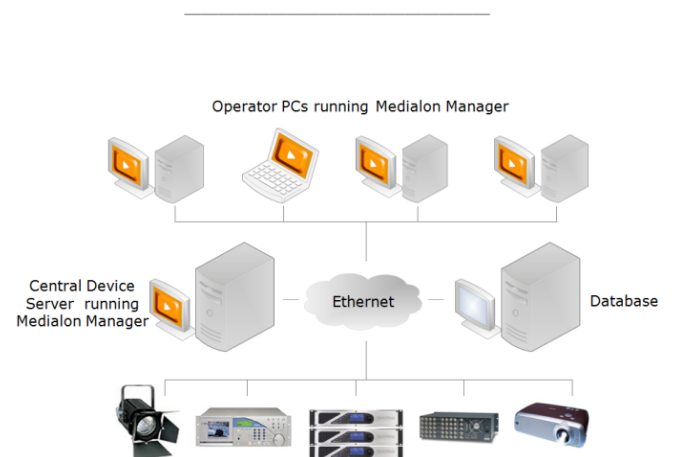 Operator PCs running Medialon Manager
Central Device
Server running
Medialon Manager
Ethernet
Database